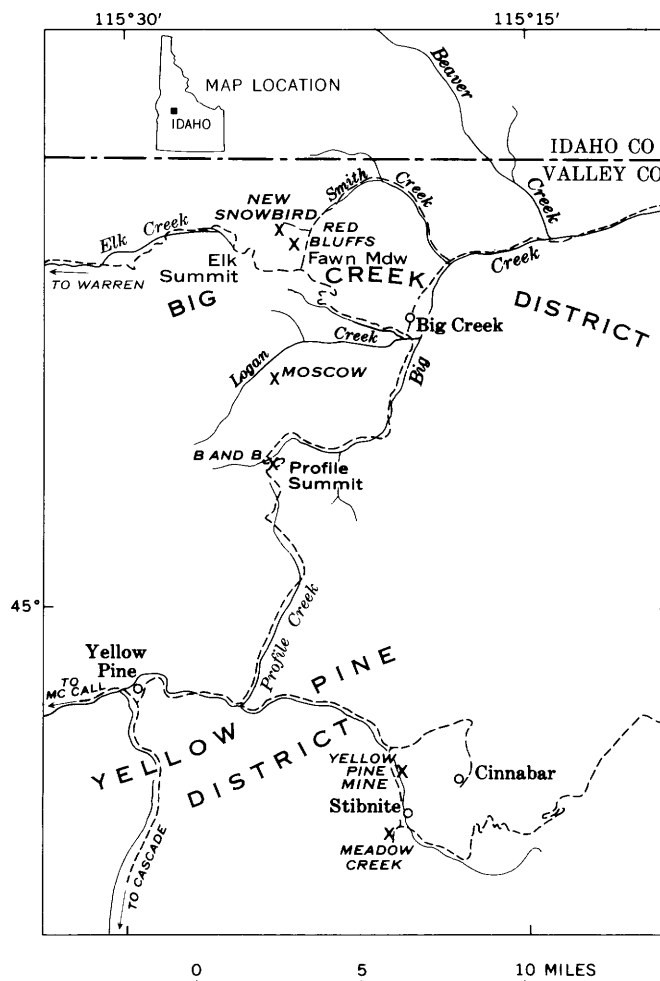 115°30′ 115°15′
MAP LOCATION
IDAHO
Beaver
Creek
IDAHO CO
VALLEY CO
Smith Creek
NEW
SNOWBIRD
RED
BLUFFS
Elk Creek
Elk
Summit
Fawn Mdw
Creek
TO WARREN
BIG CREEK DISTRICT
Big Creek
Logan Creek
Big
MOSCOW
B AND B
Profile
Summit
45°
Profile Creek
Yellow
Pine
TO
MC CALL
YELLOW PINE
DISTRICT
YELLOW
PINE
MINE
Cinnabar
Stibnite
MEADOW
CREEK
TO CASCADE
0 5 10 MILES